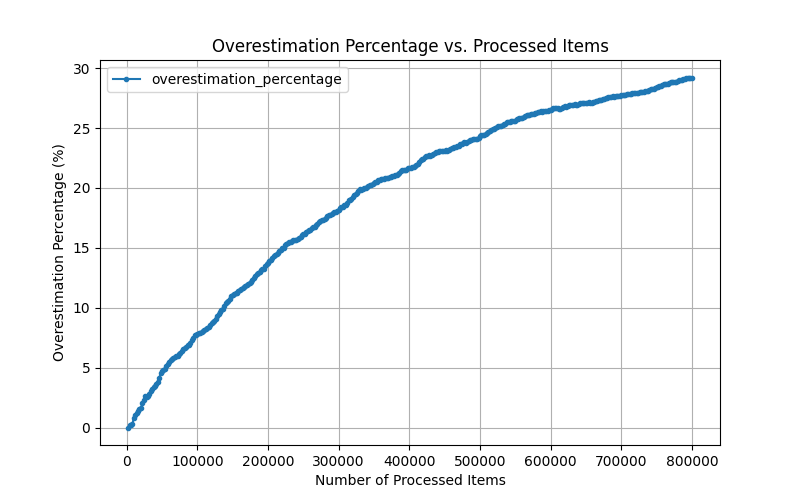 Overestimation Percentage vs. Processed Items
overestimation_percentage
Overestimation Percentage (%)
30
25
20
15
10
5
0
0 100000 200000 300000 400000 500000 600000 700000 800000
Number of Processed Items